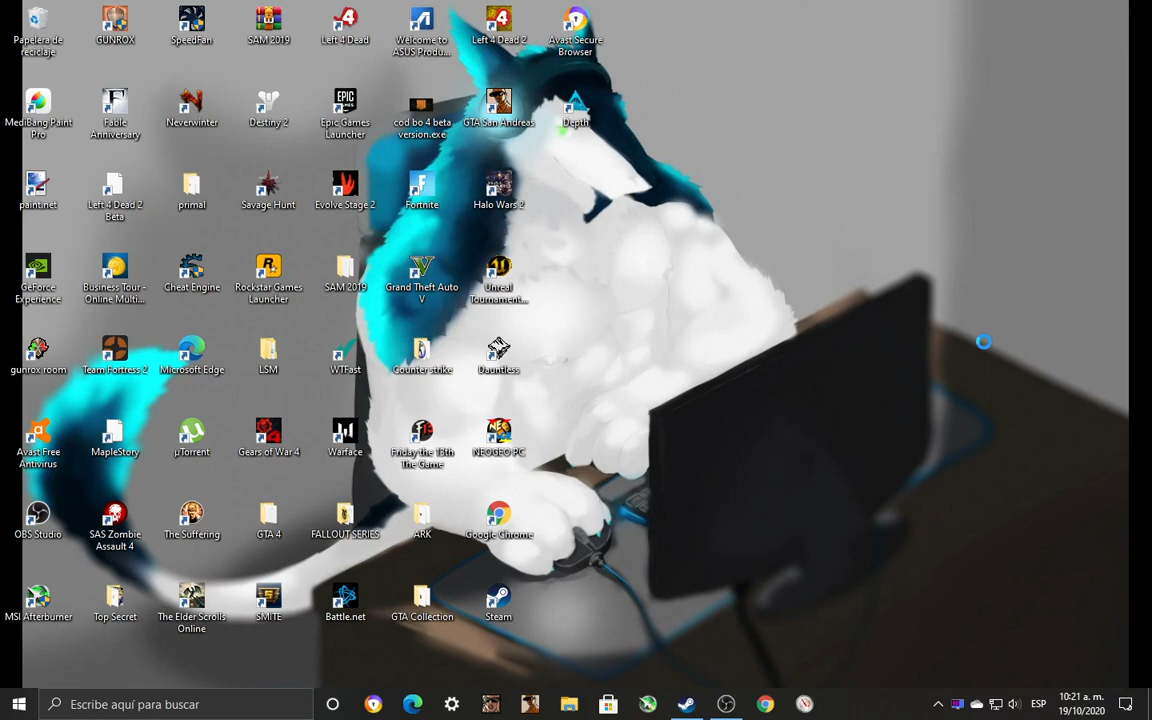 Papelera de
reciclaje
GUNROX
SpeedFan
SAM 2019
Left 4 Dead
Welcome to
ASUS Produ...
Left 4 Dead 2
Avast Secure
Browser
MediBang Paint
Pro
Fable
Anniversary
Neverwinter
Destiny 2
EPIC
GAMES
Epic Games
Launcher
cod bo 4 beta
version.exe
GTA San Andreas
Depth
paint.net
Left 4 Dead 2
Beta
primal
Savage Hunt
Evolve Stage 2
Fortnite
Halo Wars 2
GeForce
Experience
Business Tour -
Online Multi...
Cheat Engine
Rockstar Games
Launcher
SAM 2019
Grand Theft Auto
V
Unreal
Tournament...
gunrox room
Team Fortress 2
Microsoft Edge
LSM
WTFast
Counter strike
Dauntless
Avast Free
Antivirus
MapleStory
µTorrent
Gears of War 4
Warface
Friday the 18th
The Game
NEOGEO PC
OBS Studio
SAS Zombie
Assault 4
The Suffering
GTA 4
FALLOUT SERIES
ARK
Google Chrome
MSI Afterburner
Top Secret
The Elder Scrolls
Online
SMITE
Battle.net
GTA Collection
Steam
Escribe aquí para buscar
ESP
10:21 a. m.
19/10/2020